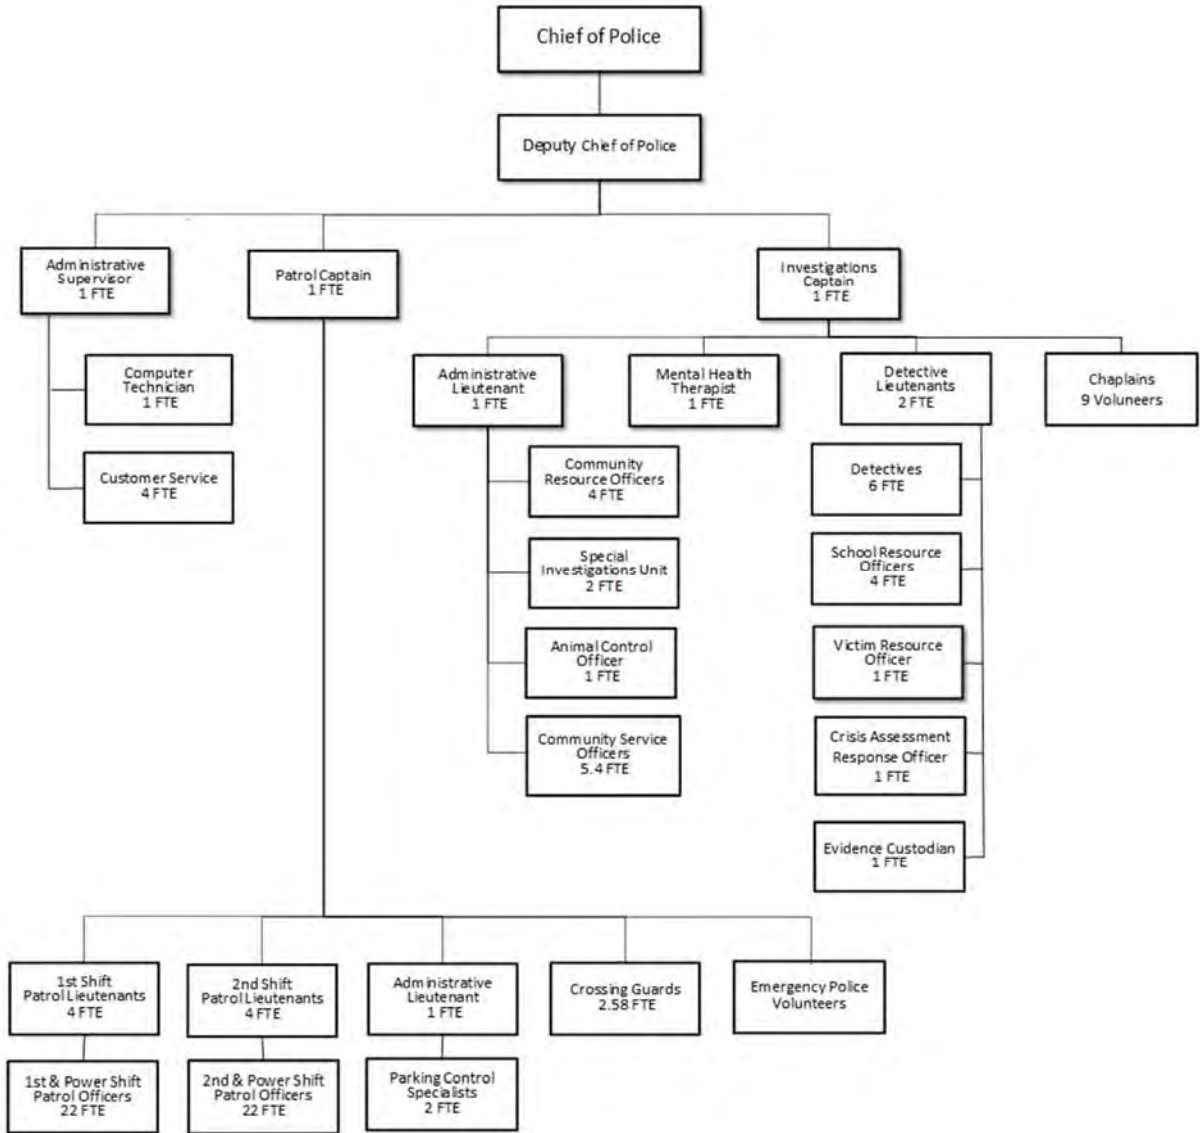 Chief of Police
Deputy Chief of Police
Administrative
Supervisor
1 FTE
Patrol Captain
1 FTE
Investigations
Captain
1 FTE
Computer
Technician
1 FTE
Customer Service
4 FTE
Administrative
Lieutenant
1 FTE
Mental Health
Therapist
1 FTE
Detective
Lieutenants
2 FTE
Chaplains
9 Voluneers
Community
Resource Officers
4 FTE
Special
Investigations Unit
2 FTE
Animal Control
Officer
1 FTE
Community Service
Officers
5.4 FTE
Detectives
6 FTE
School Resource
Officers
4 FTE
Victim Resource
Officer
1 FTE
Crisis Assessment
Response Officer
1 FTE
Evidence Custodian
1 FTE
1st Shift
Patrol Lieutenants
4 FTE
2nd Shift
Patrol Lieutenants
4 FTE
Administrative
Lieutenant
1 FTE
Crossing Guards
2.58 FTE
Emergency Police
Volunteers
1st & Power Shift
Patrol Officers
22 FTE
2nd & Power Shift
Patrol Officers
22 FTE
Parking Control
Specialists
2 FTE